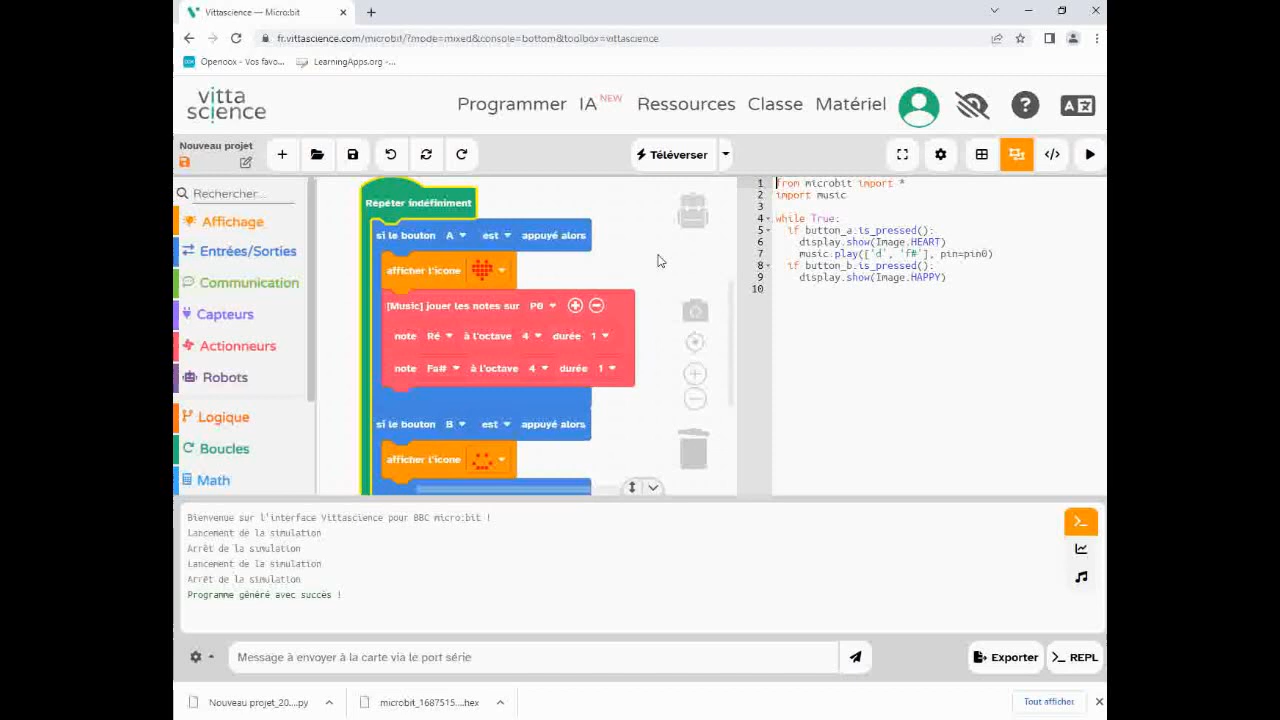 Vittascience — Micro:bit
fr.vittascience.com/microbit/?mode=mixed&console=bottom&toolbox=vittascience
Openoox - Vos favo...
LearningApps.org -...
vitta
science
Programmer
IA NEW
Ressources
Classe
Matériel
Nouveau projet
Téléverser
Rechercher...
Affichage
Entrées/Sorties
Communication
Capteurs
Actionneurs
Robots
Logique
Boucles
Math
Répéter indéfiniment
si le bouton A est appuyé alors
afficher l'icone
[Music] jouer les notes sur P0
note Ré à l'octave 4 durée 1
note Fa# à l'octave 4 durée 1
si le bouton B est appuyé alors
afficher l'icone
1 from microbit import *
2 import music
3
4 while True:
5 if button_a.is_pressed():
6 display.show(Image.HEART)
7 music.play(['d', 'f#'], pin=pin0)
8 if button_b.is_pressed():
9 display.show(Image.HAPPY)
10
Bienvenue sur l'interface Vittascience pour BBC micro:bit !
Lancement de la simulation
Arrêt de la simulation
Lancement de la simulation
Arrêt de la simulation
Programme généré avec succès !
Message à envoyer à la carte via le port série
Exporter
REPL
Nouveau projet_20....py
microbit_1687515....hex
Tout afficher